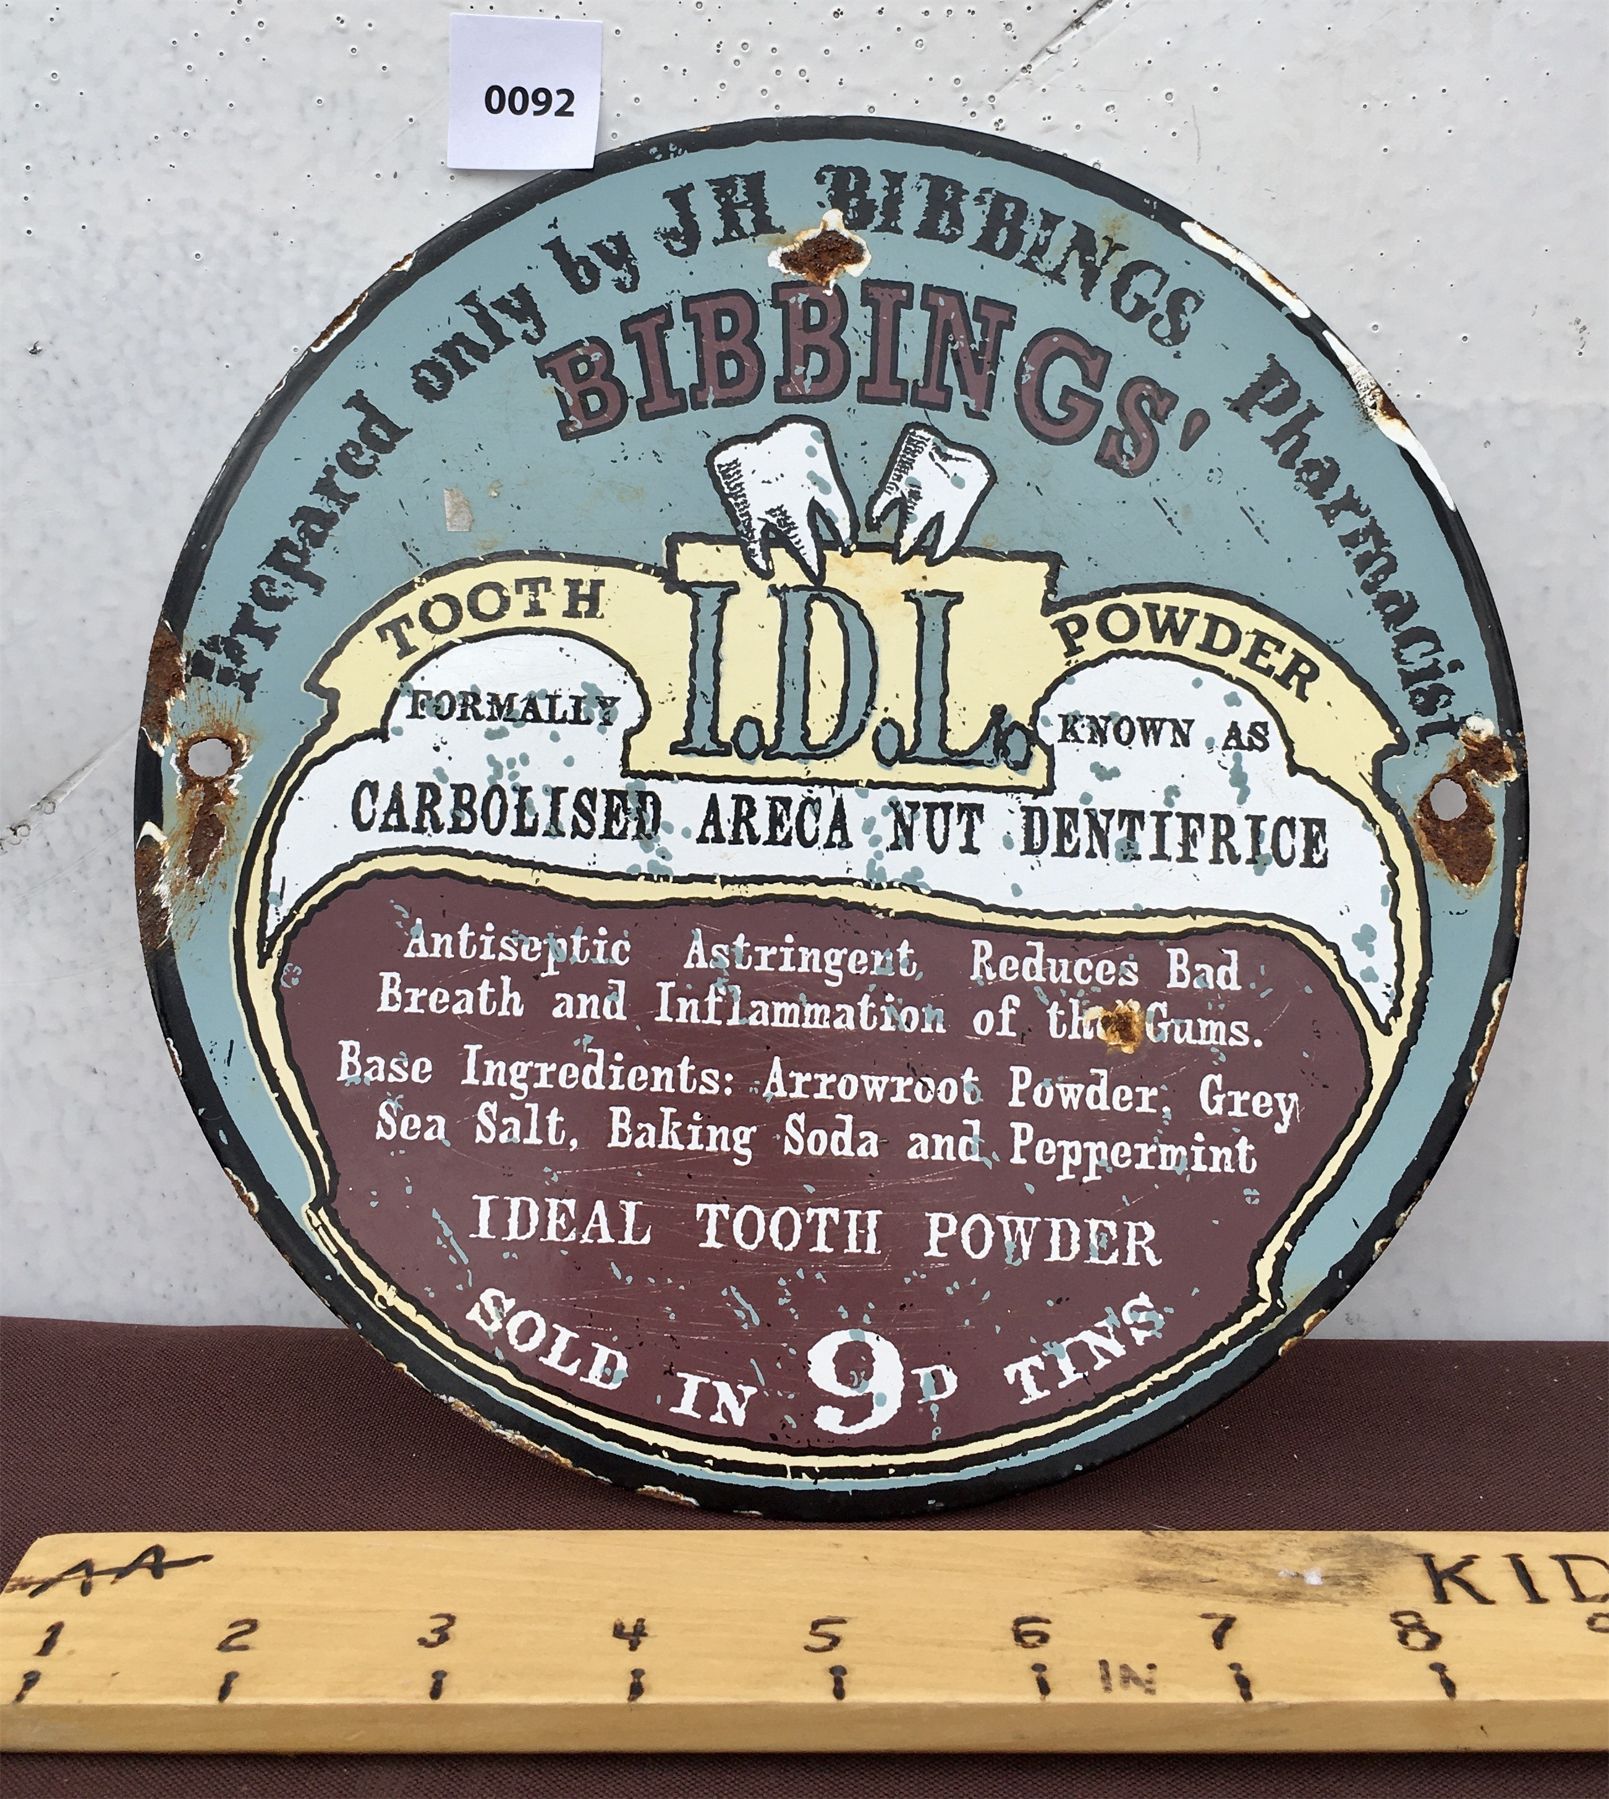 0092
Prepared only by JH BIBBINGS Pharmacist
BIBBINGS'
TOOTH I.D.L. POWDER
FORMALLY KNOWN AS
CARBOLISED ARECA NUT DENTIFRICE
Antiseptic Astringent Reduces Bad
Breath and Inflammation of the Gums.
Base Ingredients: Arrowroot Powder, Grey
Sea Salt, Baking Soda and Peppermint
IDEAL TOOTH POWDER
SOLD IN 9D TINS
AA KID
1 2 3 4 5 6 7 8
IN